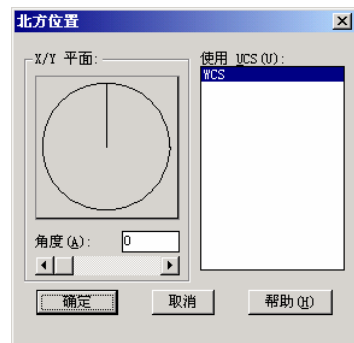 北方位置
X/Y 平面:
使用 UCS(U):
WCS
角度(A):
0
确定
取消
帮助(H)